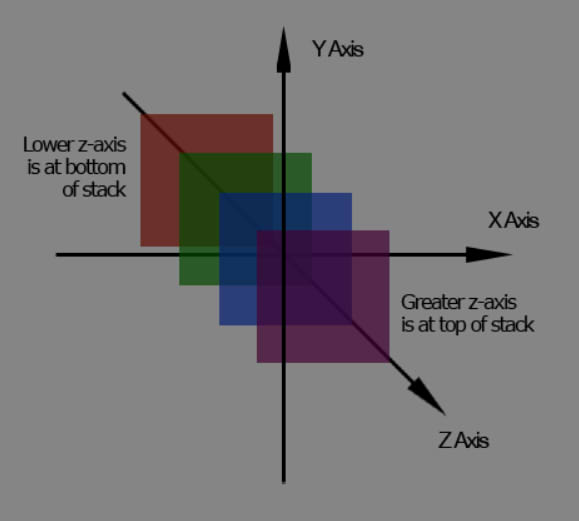 Y Axis
Lower z-axis
is at bottom
of stack
X Axis
Greater z-axis
is at top of stack
Z Axis